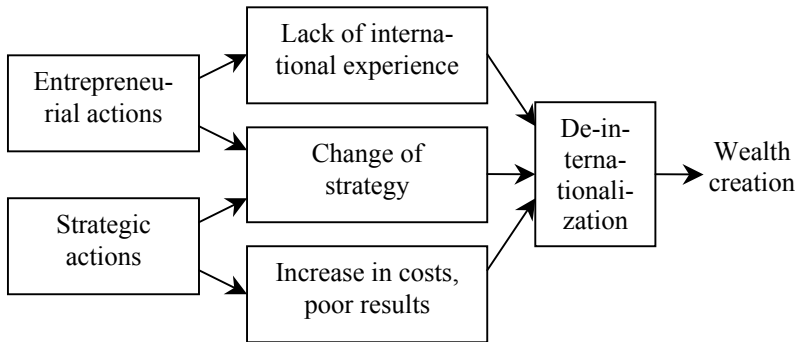 Entrepreneu-
rial actions
Strategic
actions
Lack of interna-
tional experience
Change of
strategy
Increase in costs,
poor results
De-in-
terna-
tionali-
zation
Wealth
creation